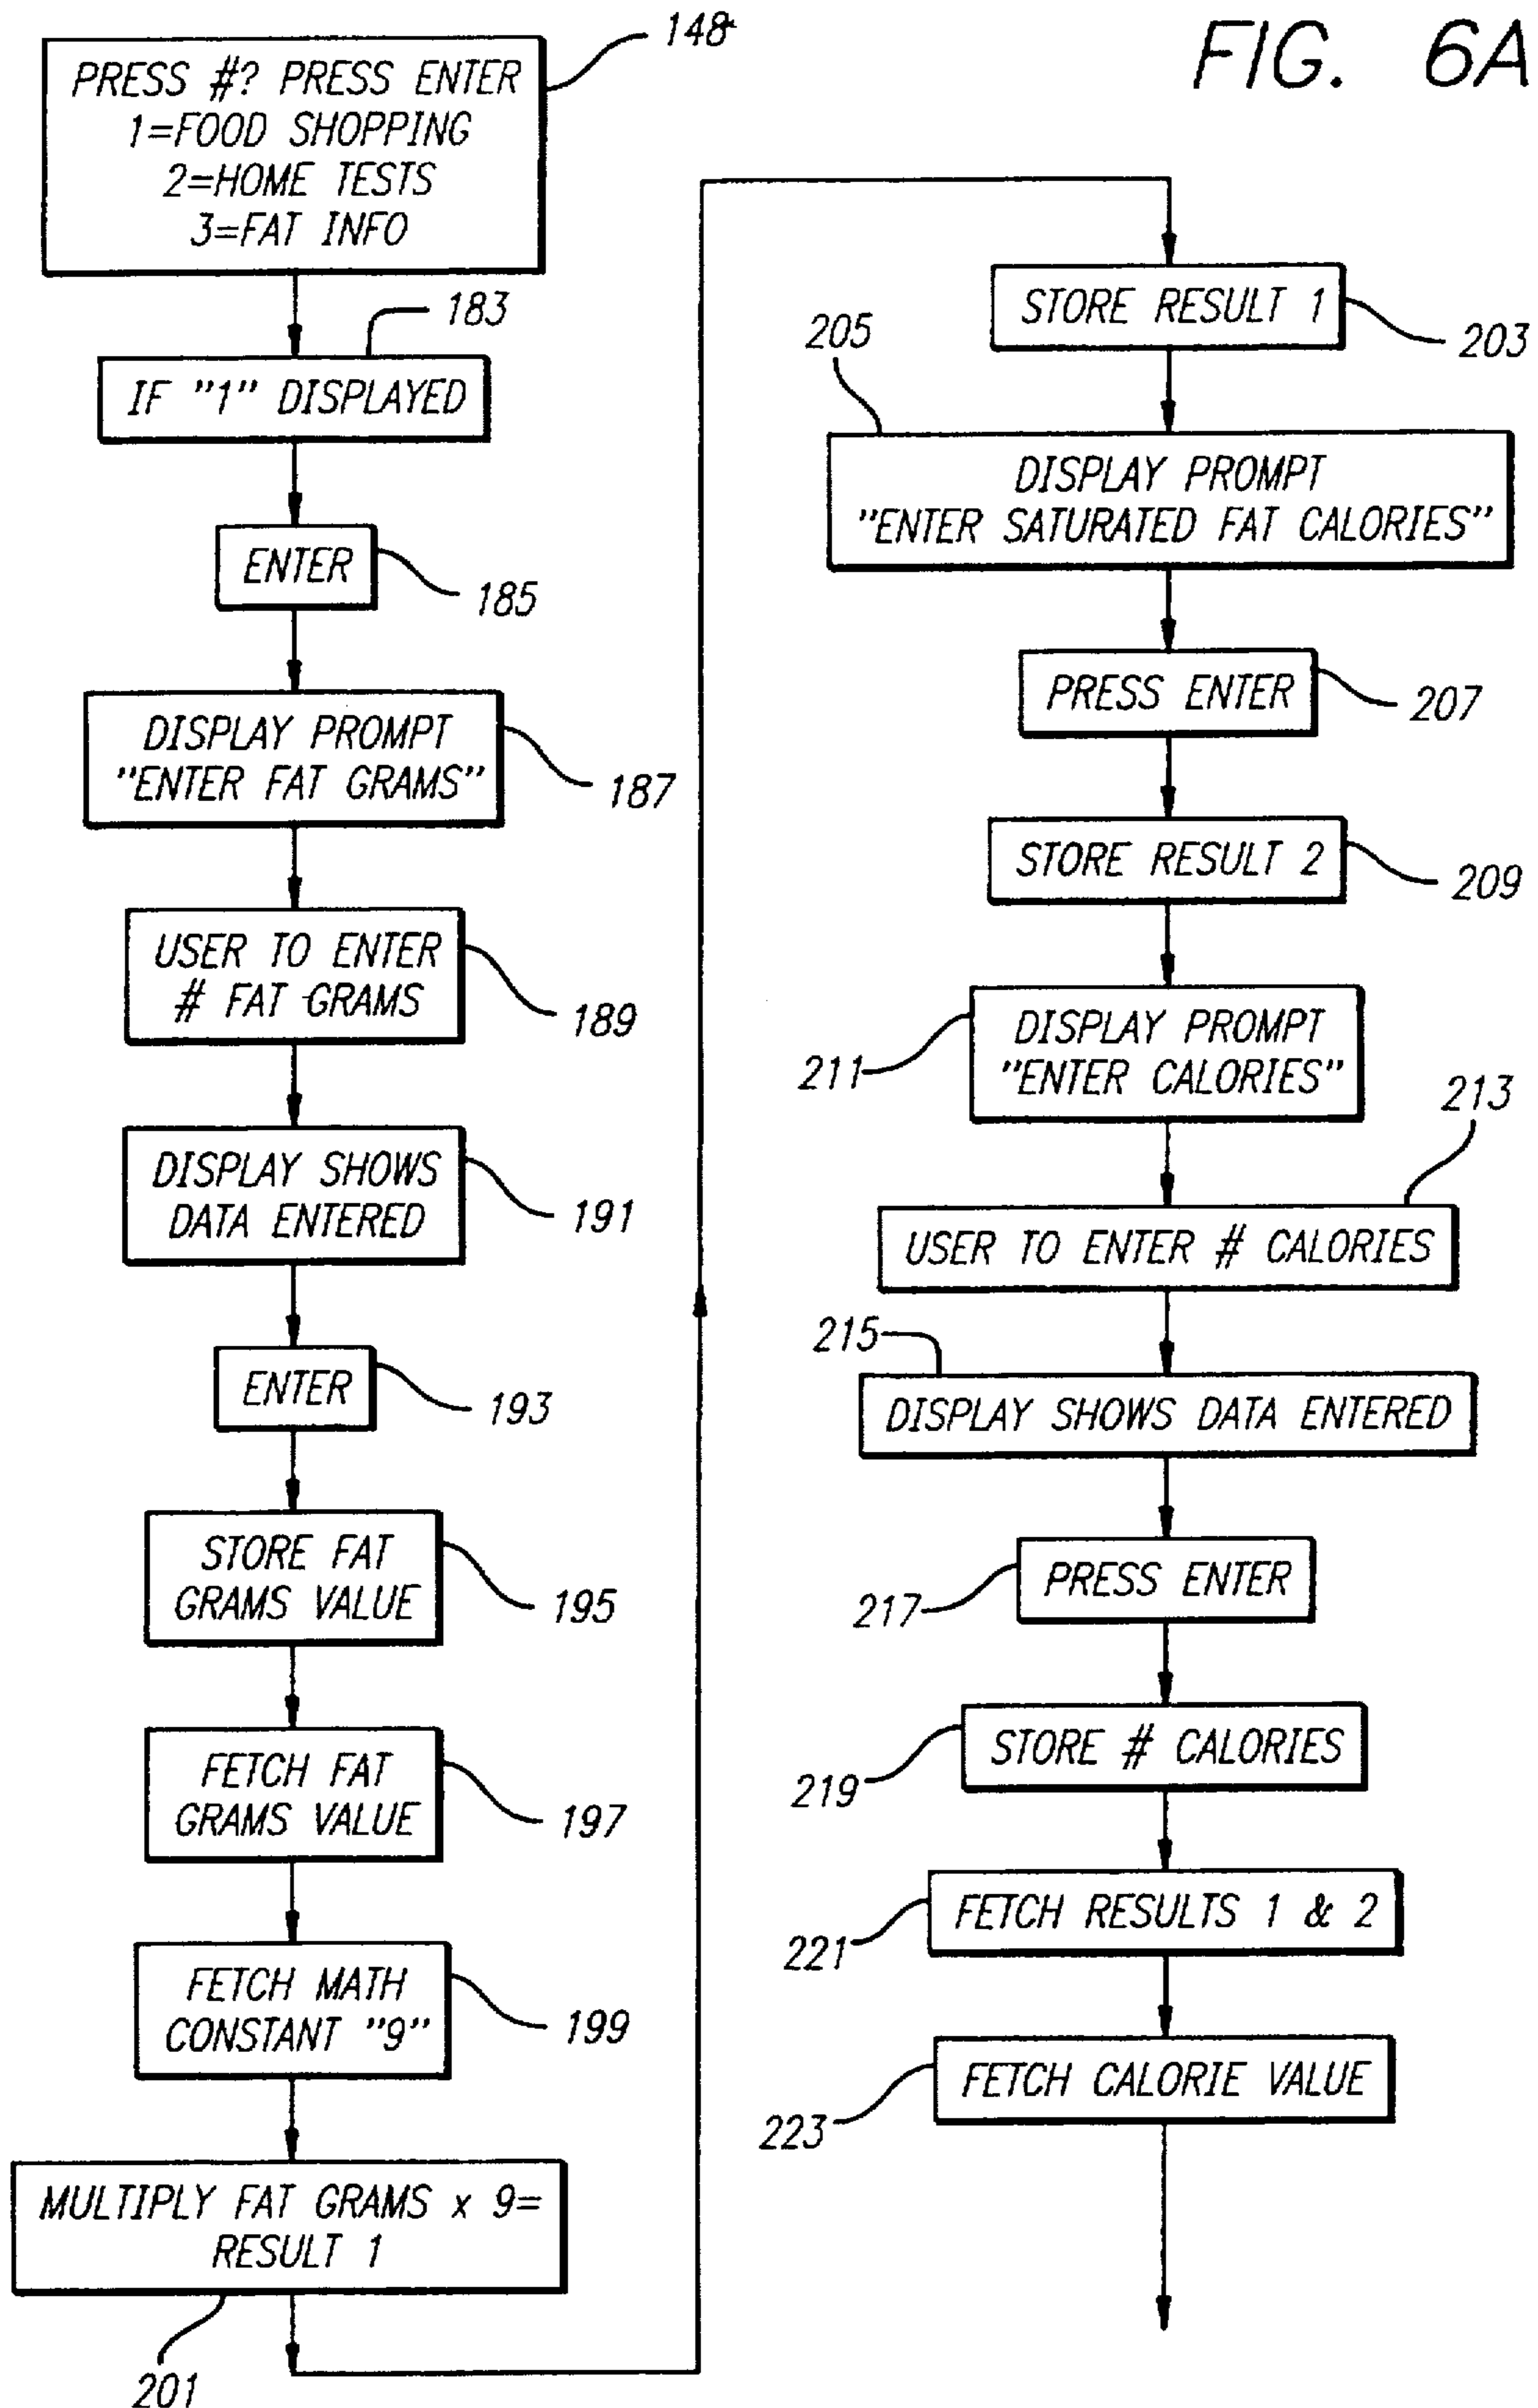 FIG. 6A
148
PRESS #? PRESS ENTER
1=FOOD SHOPPING
2=HOME TESTS
3=FAT INFO
183
IF "1" DISPLAYED
ENTER
185
DISPLAY PROMPT
"ENTER FAT GRAMS"
187
USER TO ENTER
# FAT GRAMS
189
DISPLAY SHOWS
DATA ENTERED
191
ENTER
193
STORE FAT
GRAMS VALUE
195
FETCH FAT
GRAMS VALUE
197
FETCH MATH
CONSTANT "9"
199
MULTIPLY FAT GRAMS x 9=
RESULT 1
201
STORE RESULT 1
203
205
DISPLAY PROMPT
"ENTER SATURATED FAT CALORIES"
PRESS ENTER
207
STORE RESULT 2
209
DISPLAY PROMPT
"ENTER CALORIES"
211
213
USER TO ENTER # CALORIES
215
DISPLAY SHOWS DATA ENTERED
PRESS ENTER
217
STORE # CALORIES
219
FETCH RESULTS 1 & 2
221
FETCH CALORIE VALUE
223